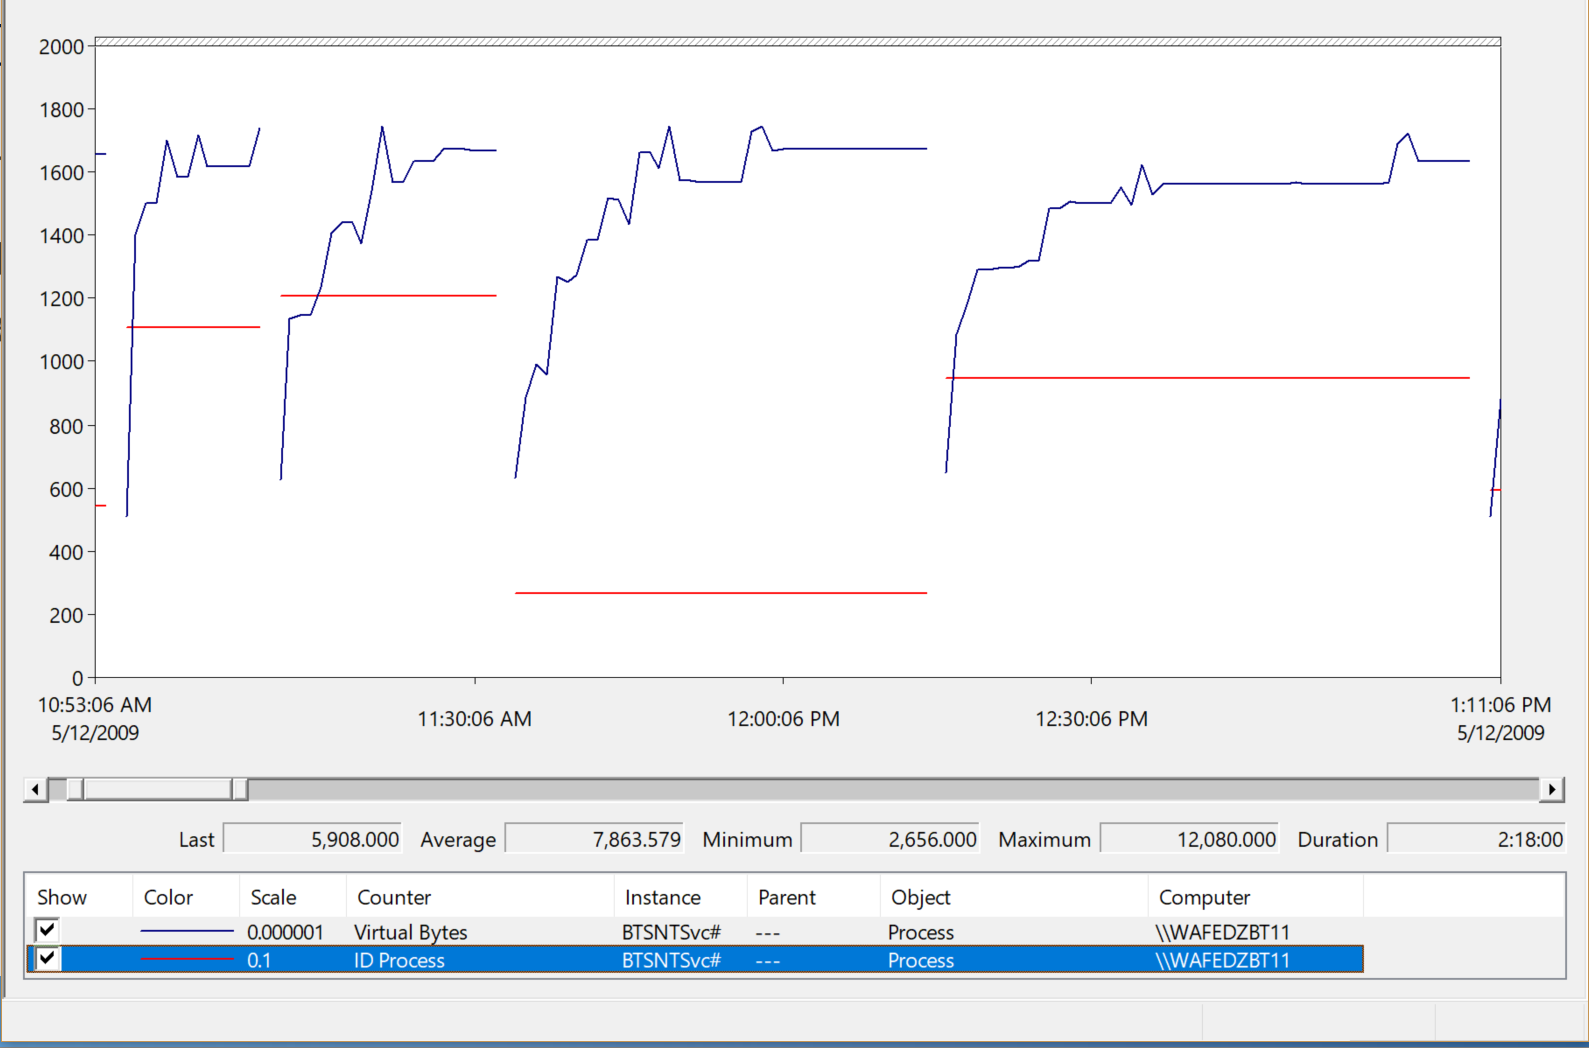 2000
1800
1600
1400
1200
1000
800
600
400
200
0
10:53:06 AM 11:30:06 AM 12:00:06 PM 12:30:06 PM 1:11:06 PM
5/12/2009 5/12/2009
Last 5,908.000 Average 7,863.579 Minimum 2,656.000 Maximum 12,080.000 Duration 2:18:00
Show Color Scale Counter Instance Parent Object Computer
0.000001 Virtual Bytes BTSNTSvc# --- Process \\WAFEDZBT11
0.1 ID Process BTSNTSvc# --- Process \\WAFEDZBT11